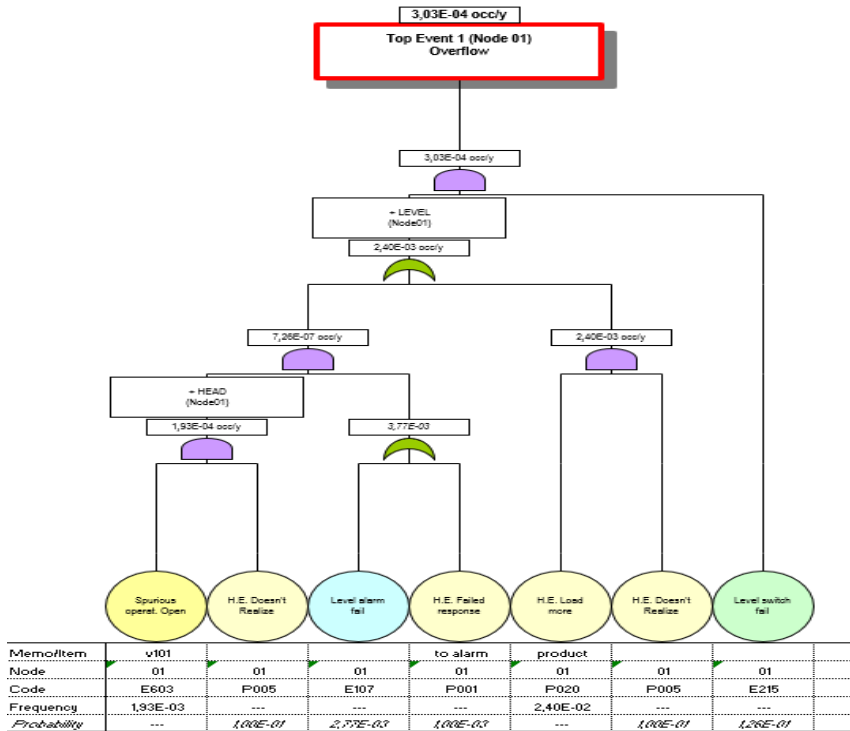 3,03E-04 occ/y
Top Event 1 (Node 01)
Overflow
3,03E-04 occ/y
+ LEVEL
(Node01)
2,40E-03 occ/y
7,26E-07 occ/y
2,40E-03 occ/y
+ HEAD
(Node01)
1,93E-04 occ/y
3,77E-03
Spurious
operat. Open
H.E. Doesn't
Realize
Level alarm
fail
H.E. Failed
response
H.E. Load
more
H.E. Doesn't
Realize
Level switch
fail
Memo/Item v101 to alarm product
Node 01 01 01 01 01 01 01
Code E603 P005 E107 P001 P020 P005 E215
Frequency 1,93E-03 --- --- --- 2,40E-02 --- ---
Probability --- 1,00E-01 2,77E-03 1,00E-03 --- 1,00E-01 1,26E-01